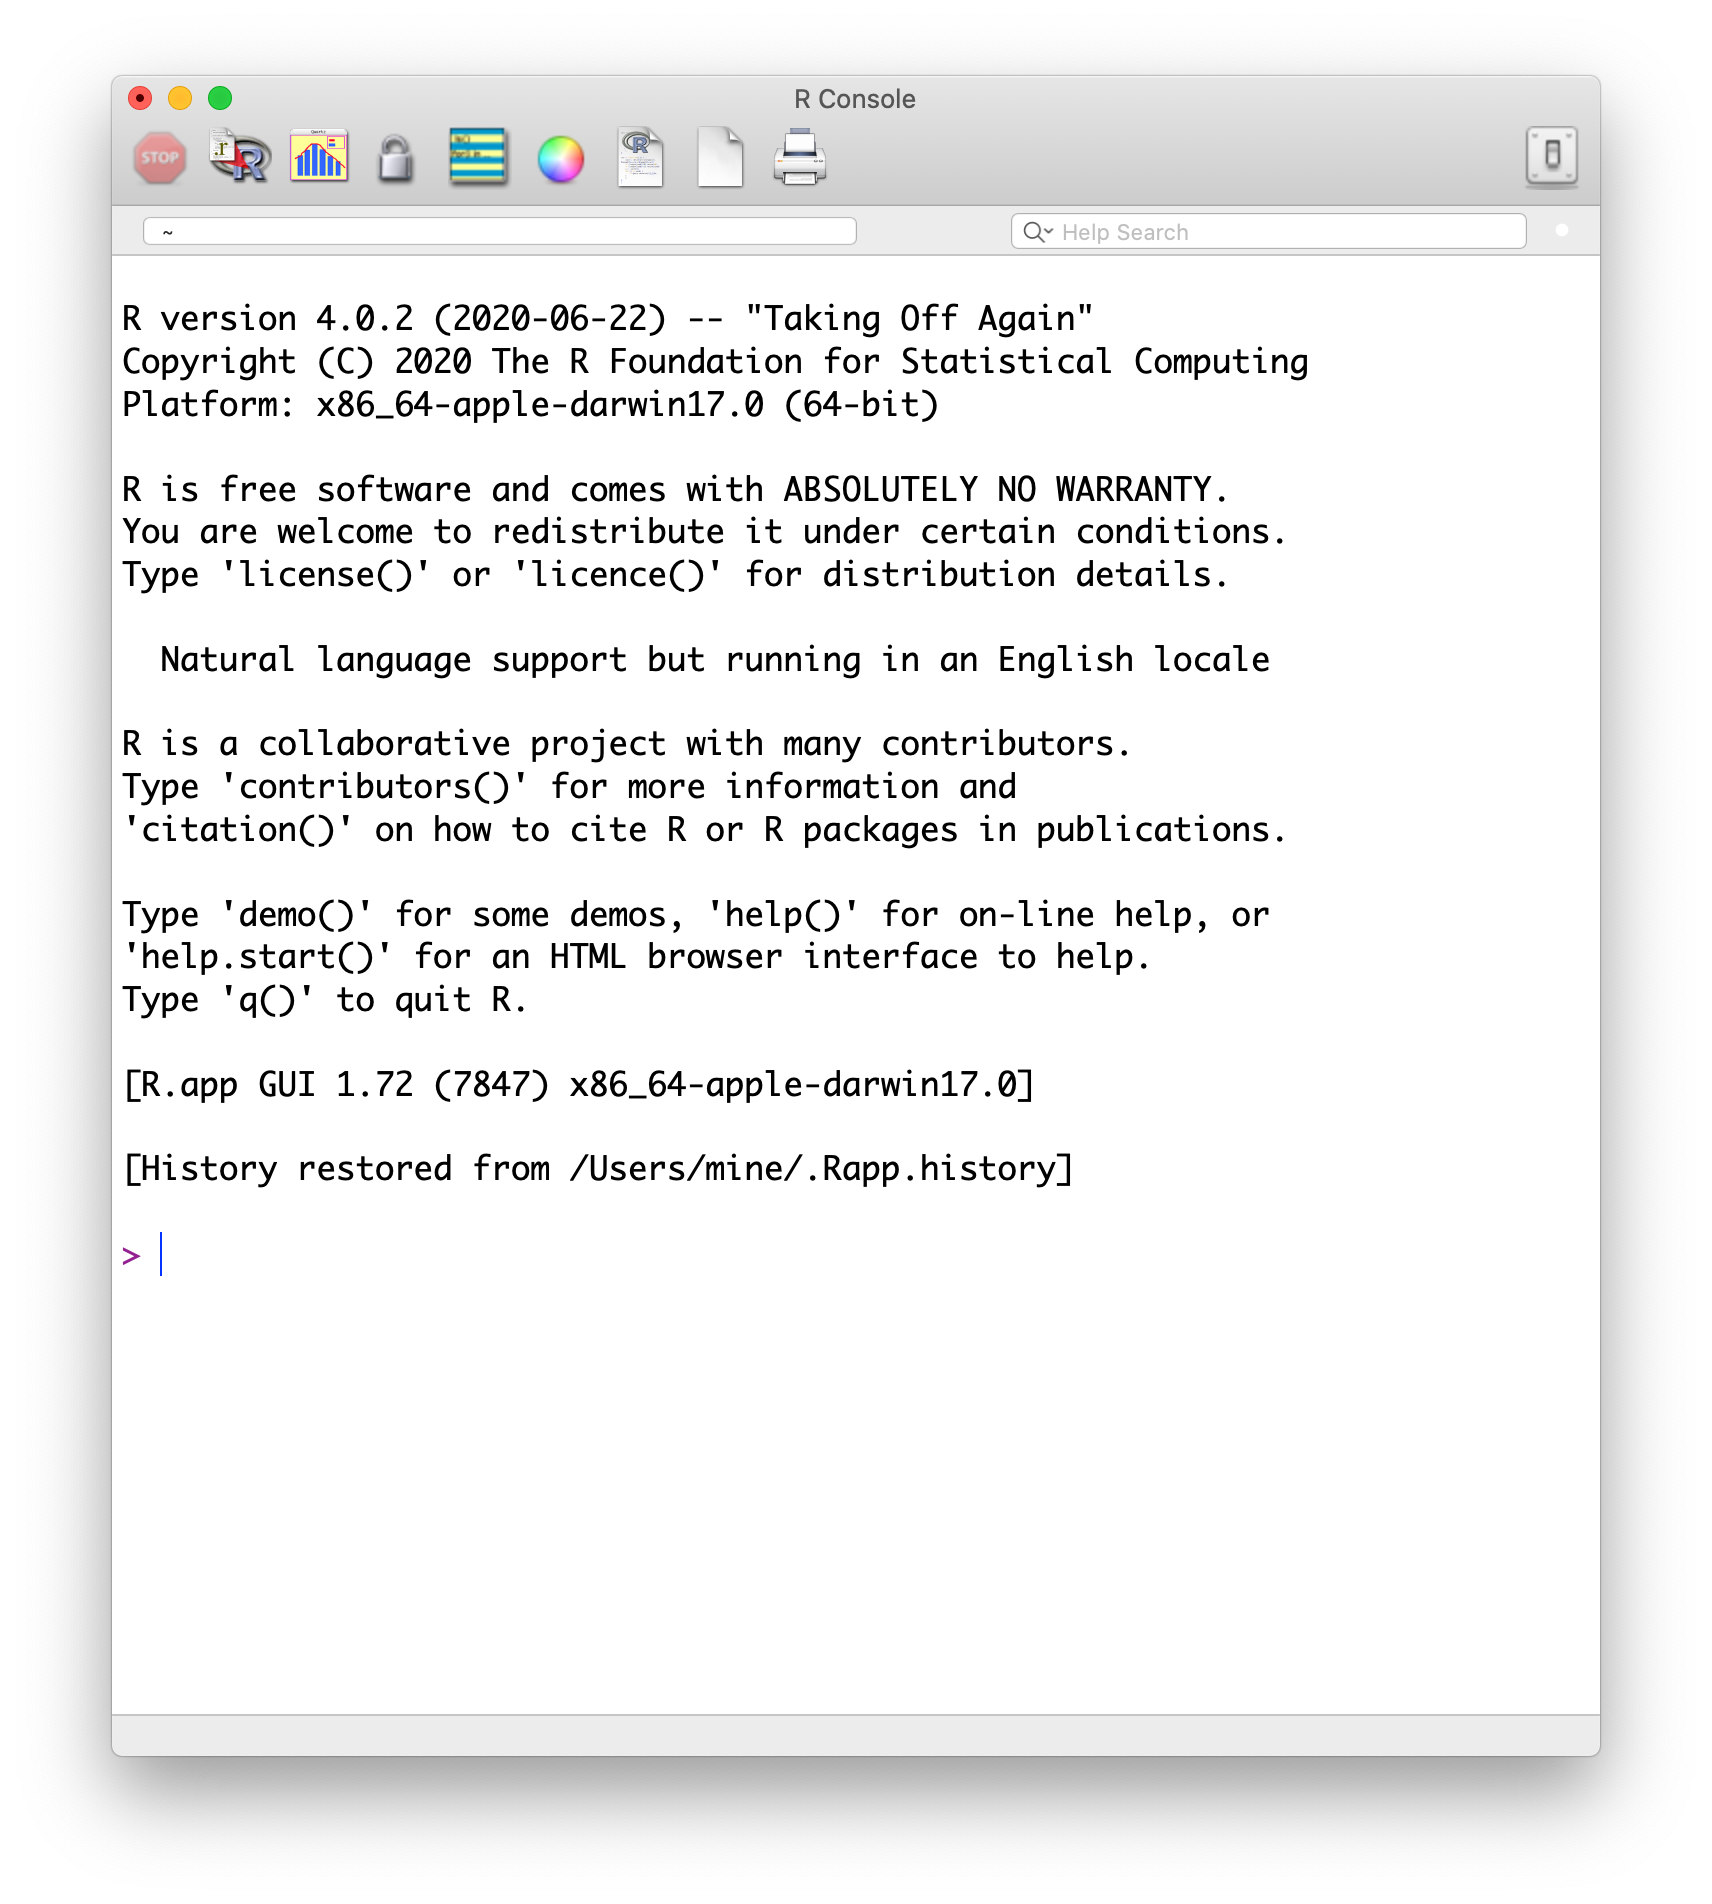 R Console
STOP
~
Help Search
R version 4.0.2 (2020-06-22) -- "Taking Off Again"
Copyright (C) 2020 The R Foundation for Statistical Computing
Platform: x86_64-apple-darwin17.0 (64-bit)
R is free software and comes with ABSOLUTELY NO WARRANTY.
You are welcome to redistribute it under certain conditions.
Type 'license()' or 'licence()' for distribution details.
Natural language support but running in an English locale
R is a collaborative project with many contributors.
Type 'contributors()' for more information and
'citation()' on how to cite R or R packages in publications.
Type 'demo()' for some demos, 'help()' for on-line help, or
'help.start()' for an HTML browser interface to help.
Type 'q()' to quit R.
[R.app GUI 1.72 (7847) x86_64-apple-darwin17.0]
[History restored from /Users/mine/.Rapp.history]
>